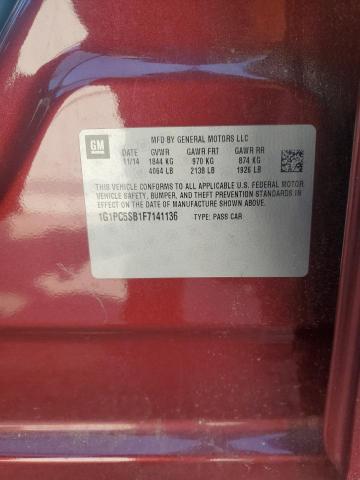 GM
MFD BY GENERAL MOTORS LLC
11/14 GVWR GAWR FRT GAWR RR
1844 KG 970 KG 874 KG
4064 LB 2138 LB 1926 LB
THIS VEHICLE CONFORMS TO ALL APPLICABLE U.S. FEDERAL MOTOR
VEHICLE SAFETY, BUMPER, AND THEFT PREVENTION STANDARDS IN
EFFECT ON THE DATE OF MANUFACTURE SHOWN ABOVE.
1G1PC5SB1F7141136 TYPE: PASS CAR